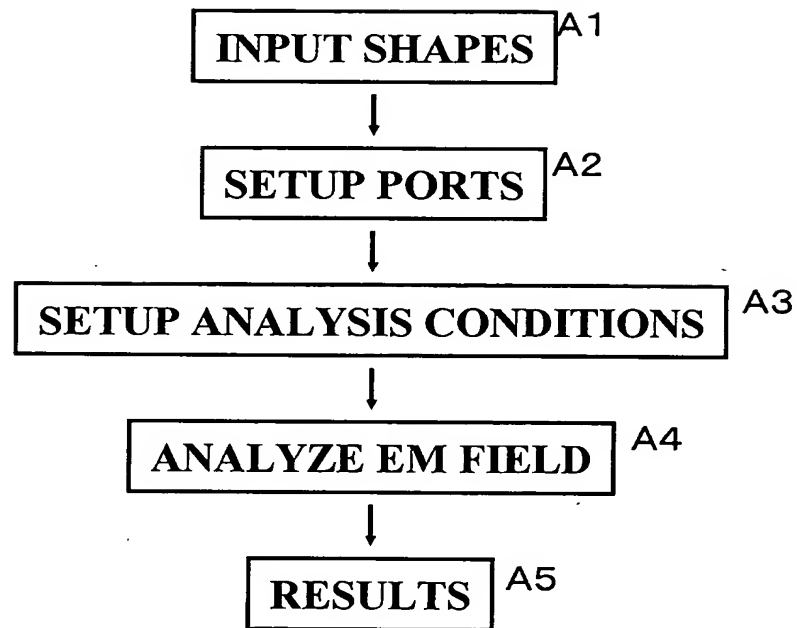 INPUT SHAPES A1
SETUP PORTS A2
SETUP ANALYSIS CONDITIONS A3
ANALYZE EM FIELD A4
RESULTS A5